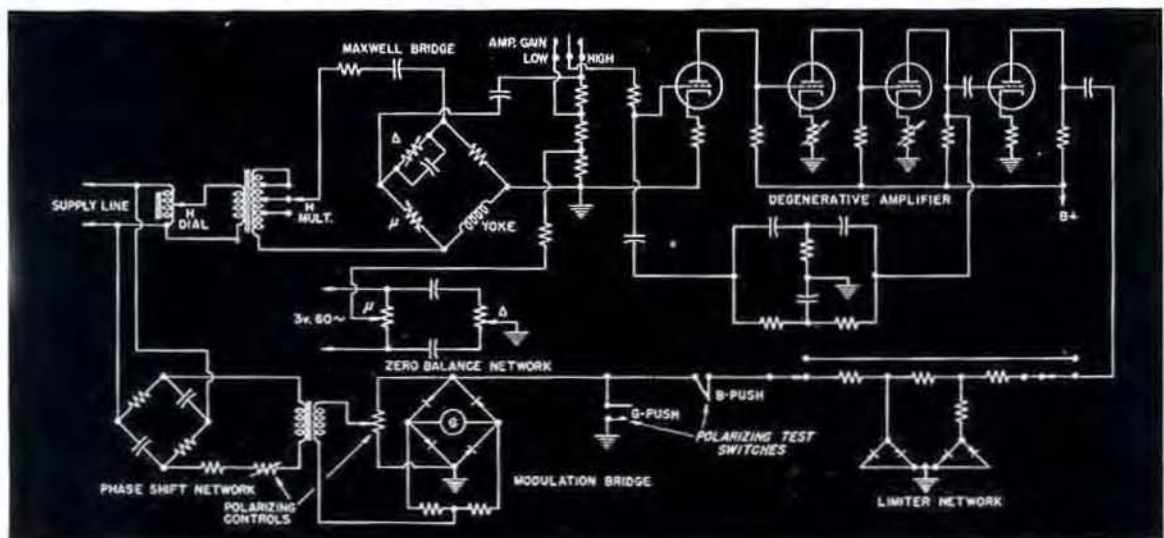 MAXWELL BRIDGE
AMP. GAIN
LOW HIGH
Δ
SUPPLY LINE
H
DIAL
H
MULT.
μ
YOKE
DEGENERATIVE AMPLIFIER
B+
μ
Δ
3v. 60~
ZERO BALANCE NETWORK
G
B-PUSH
G-PUSH
POLARIZING TEST
SWITCHES
PHASE SHIFT NETWORK
POLARIZING
CONTROLS
MODULATION BRIDGE
LIMITER NETWORK